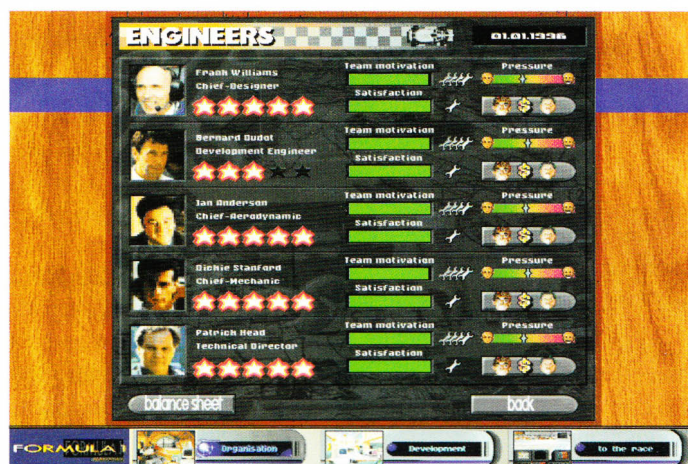 ENGINEERS
01.01.1996
Frank Williams
Chief-Designer
Team motivation
Satisfaction
Pressure
Bernard Dudot
Development Engineer
Team motivation
Satisfaction
Pressure
Jan Anderson
Chief-Aerodynamic
Team motivation
Satisfaction
Pressure
Dickie Stanford
Chief-Mechanic
Team motivation
Satisfaction
Pressure
Patrick Head
Technical Director
Team motivation
Satisfaction
Pressure
balance sheet
back
FORMULA 1
Organisation
Development
to the race